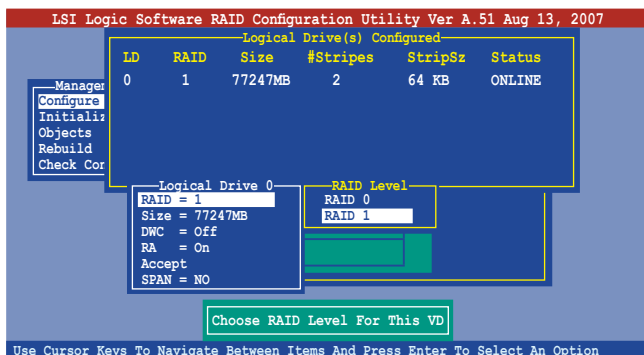 LSI Logic Software RAID Configuration Utility Ver A.51 Aug 13, 2007
Logical Drive(s) Configured
LD RAID Size #Stripes StripSz Status
0 1 77247MB 2 64 KB ONLINE
Configure
Objects
Rebuild
Check
Logical Drive 0
RAID = 1
Size = 77247MB
DWC = Off
RA = On
Accept
SPAN = NO
RAID Level
RAID 0
RAID 1
Choose RAID Level For This VD
Use Cursor Keys To Navigate Between Items And Press Enter To Select An Option